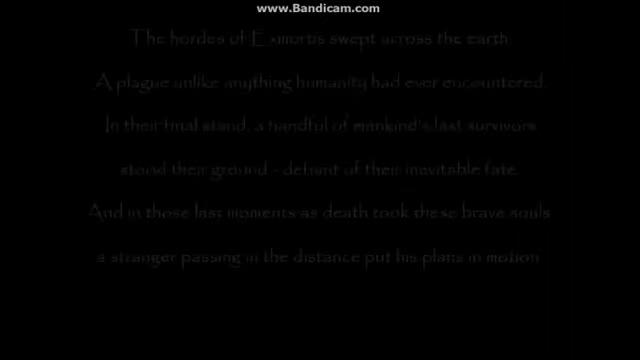 www.Bandicam.com
The hordes of Exmortis swept across the earth
A plague unlike anything humanity had ever encountered.
In their final stand, a handful of mankind's last survivors
stood their ground - defiant of their inevitable fate.
And in those last moments as death took these brave souls
a stranger passing in the distance put his plans in motion